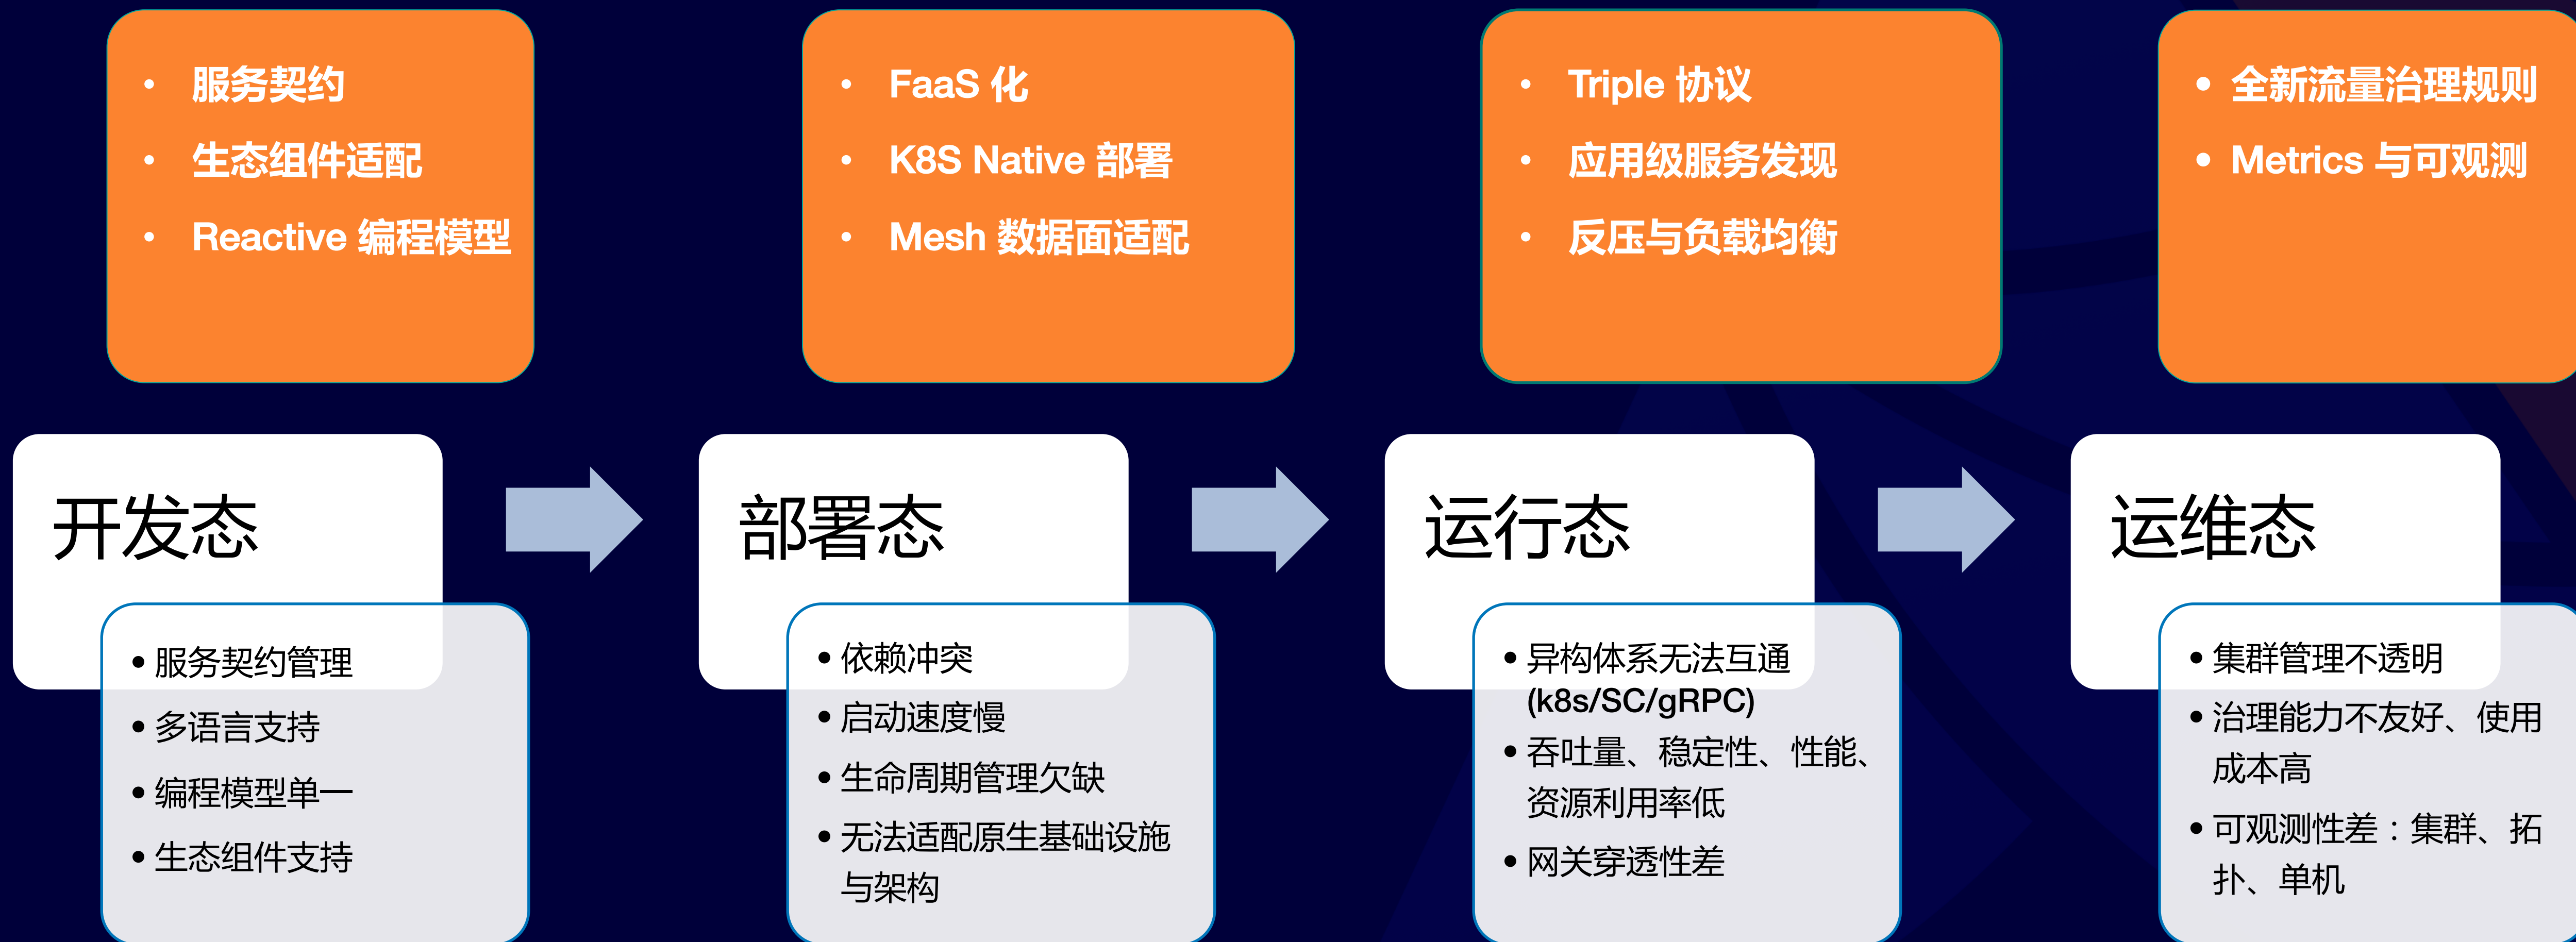 • 服务契约
• 生态组件适配
• Reactive 编程模型
• FaaS 化
• K8S Native 部署
• Mesh 数据面适配
• Triple 协议
• 应用级服务发现
• 反压与负载均衡
• 全新流量治理规则
• Metrics 与可观测
开发态
• 服务契约管理
• 多语言支持
• 编程模型单一
• 生态组件支持
部署态
• 依赖冲突
• 启动速度慢
• 生命周期管理欠缺
• 无法适配原生基础设施
与架构
运行态
• 异构体系无法互通
(k8s/SC/gRPC)
• 吞吐量、稳定性、性能、
资源利用率低
• 网关穿透性差
运维态
• 集群管理不透明
• 治理能力不友好、使用
成本高
• 可观测性差：集群、拓
扑、单机